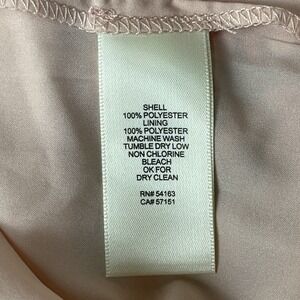 SHELL
100% POLYESTER
LINING
100% POLYESTER
MACHINE WASH
TUMBLE DRY LOW
NON CHLORINE
BLEACH
OK FOR
DRY CLEAN
RN# 54163
CA# 57151